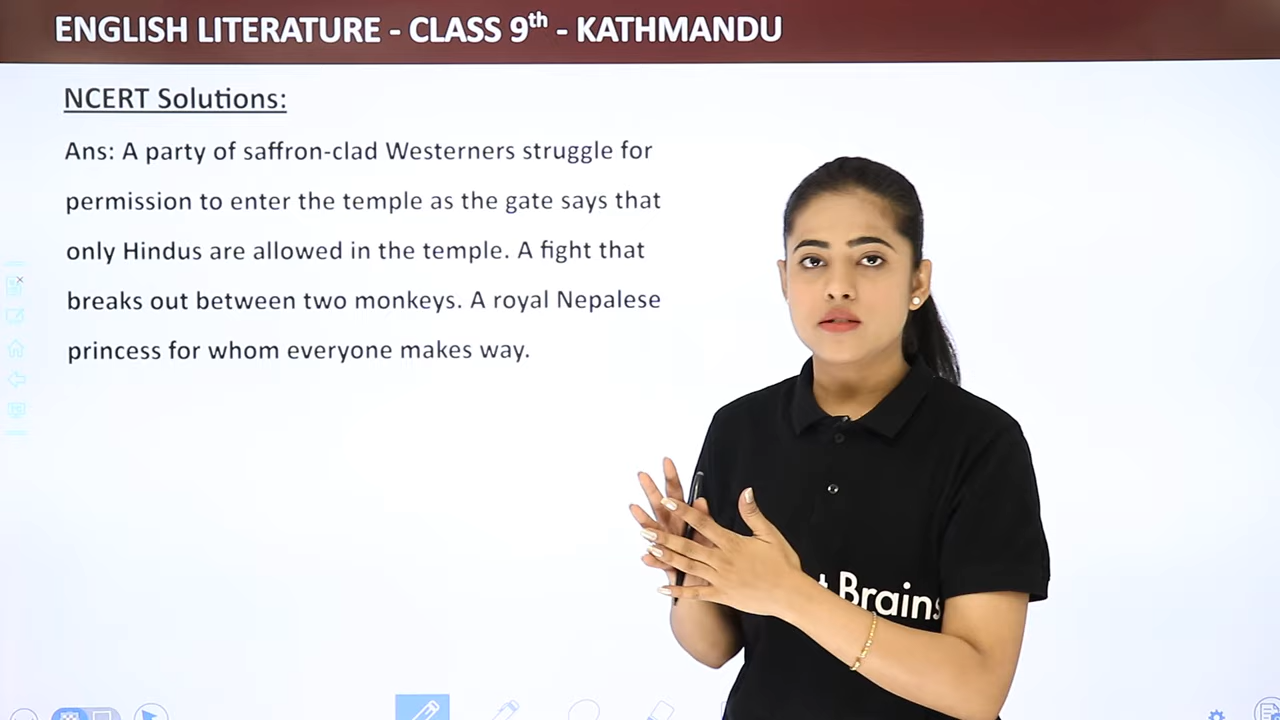 ENGLISH LITERATURE - CLASS 9th - KATHMANDU
NCERT Solutions:
Ans: A party of saffron-clad Westerners struggle for
permission to enter the temple as the gate says that
only Hindus are allowed in the temple. A fight that
breaks out between two monkeys. A royal Nepalese
princess for whom everyone makes way.
Brains